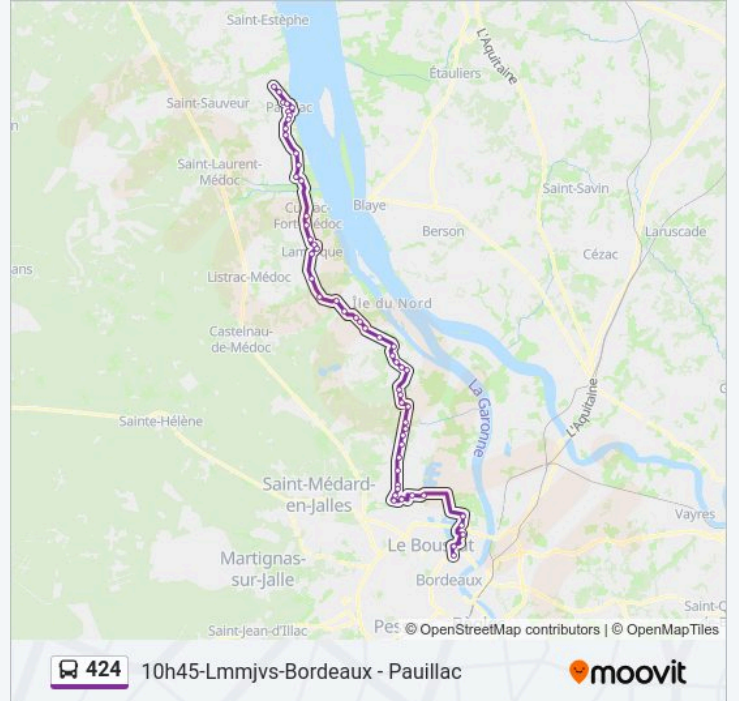 Saint-Estèphe
L'Aquitaine
Étauliers
Saint-Sauveur
Saint-Laurent-
Médoc
Saint-Savin
Blaye
Berson
Laruscade
Cézac
Listrac-Médoc
Île du Nord
Castelnau-
de-Médoc
La Garonne
L'Aquitaine
Sainte-Hélène
Saint-Médard-
en-Jalles
Vayres
Martignas-
sur-Jalle
Bordeaux
Saint-Jean-d'Illac
© OpenStreetMap contributors | © OpenMapTiles
424
10h45-Lmmjvs-Bordeaux - Pauillac
moovit